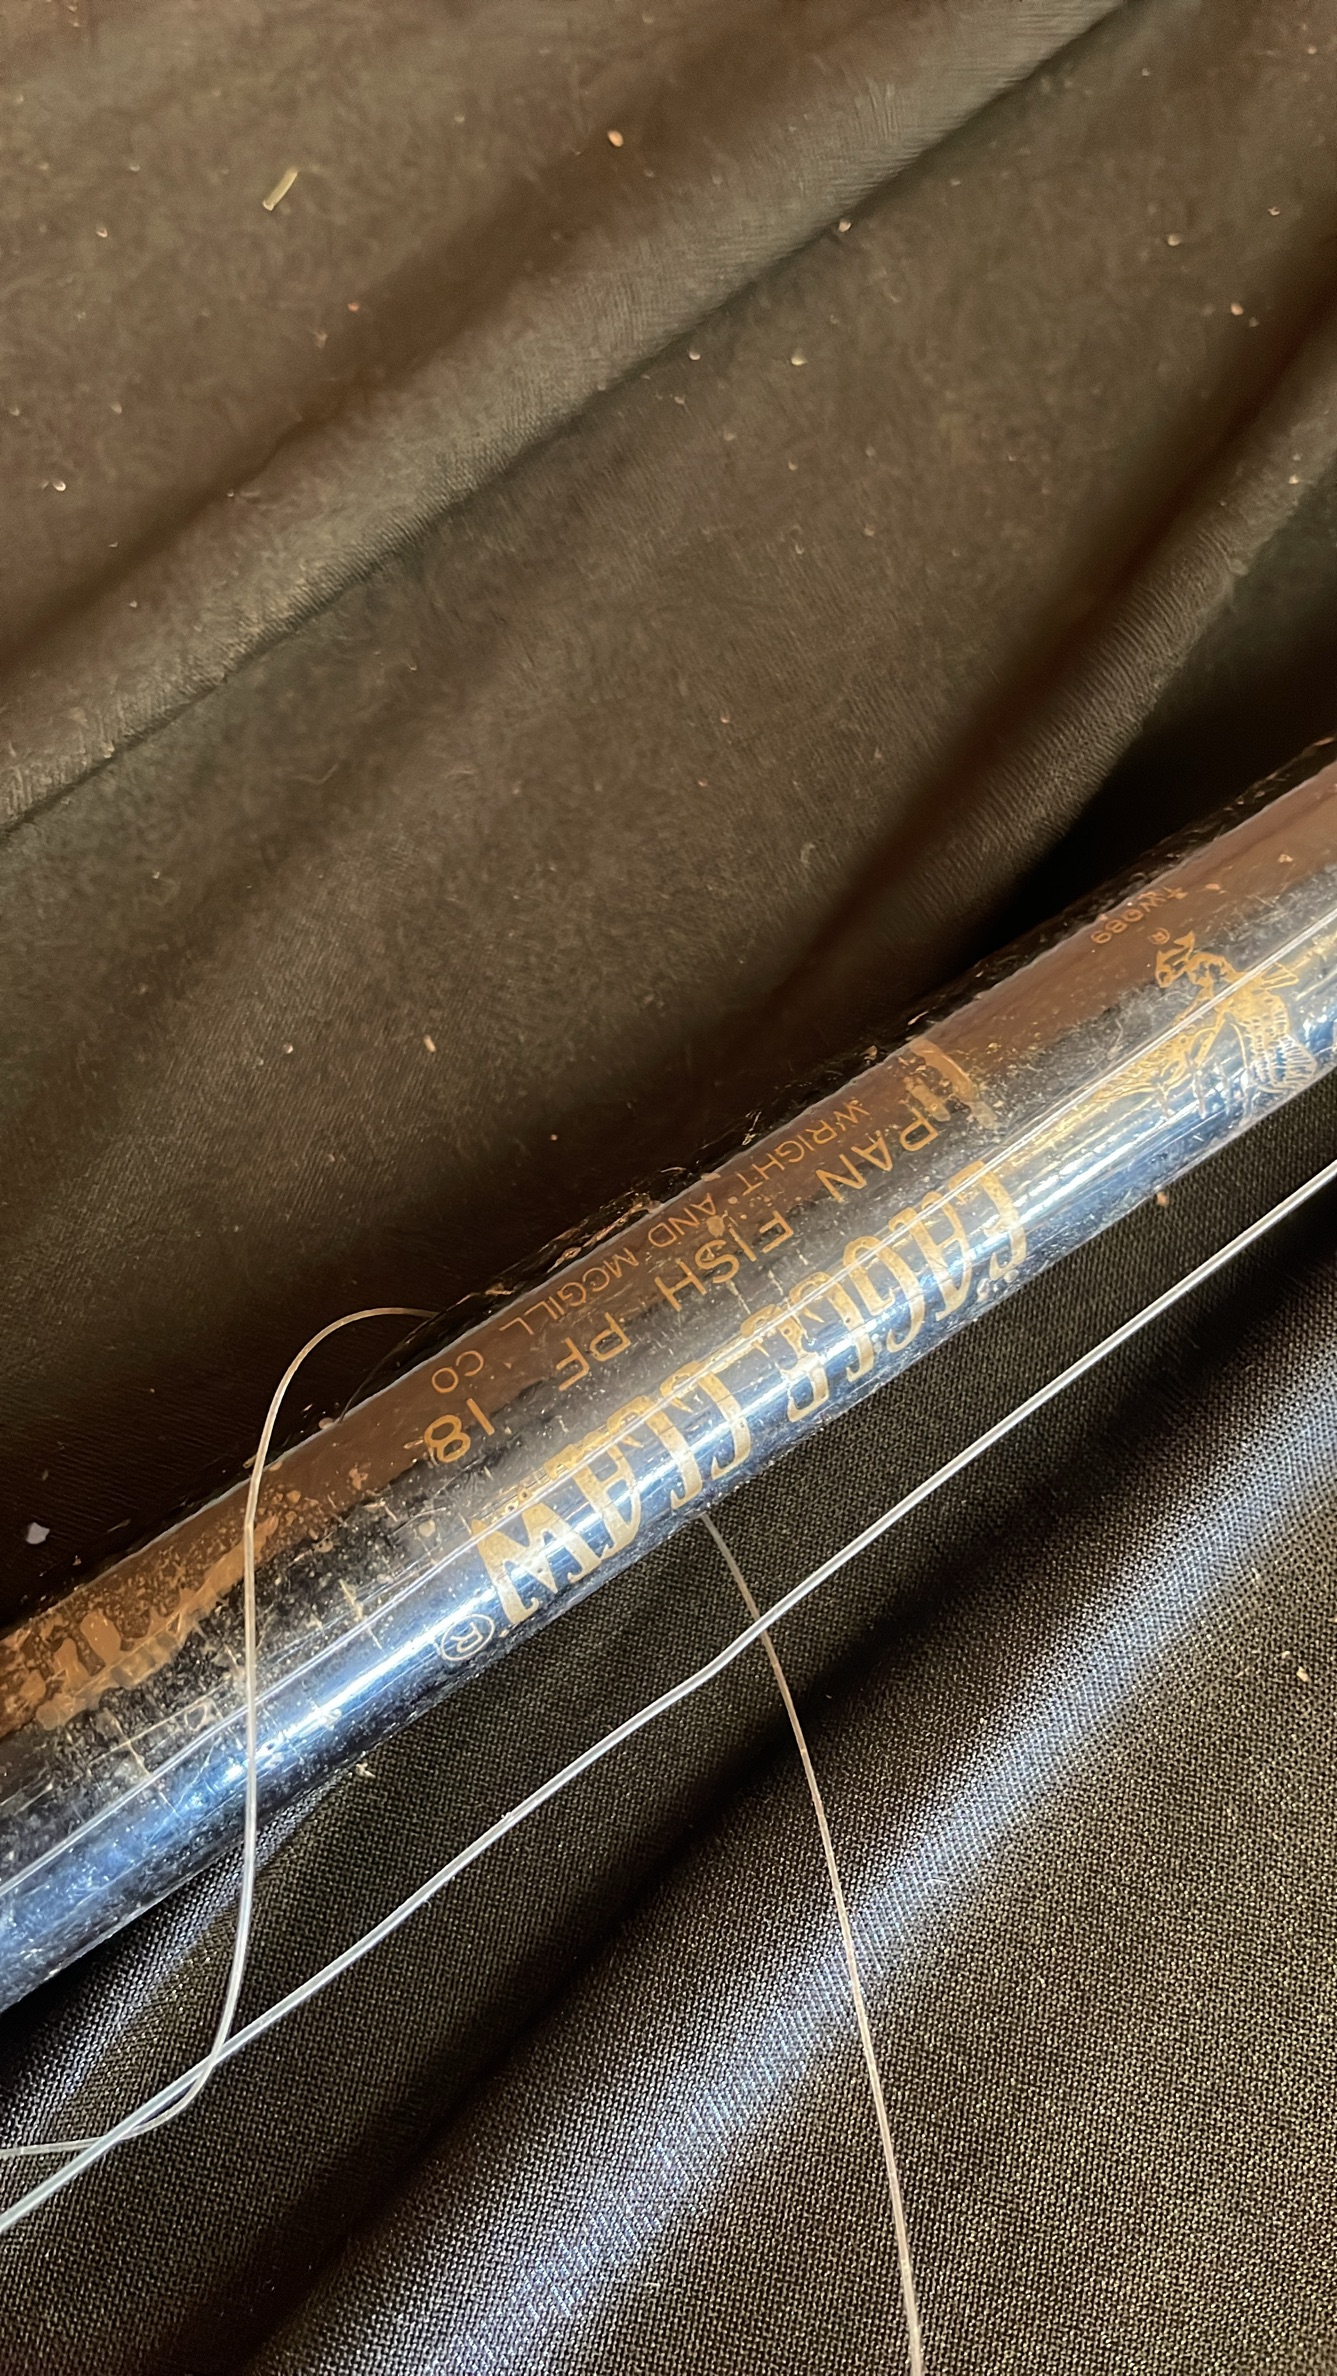 EAGLE CLAW®
PAN FISH PF 18
WRIGHT AND MCGILL CO
®